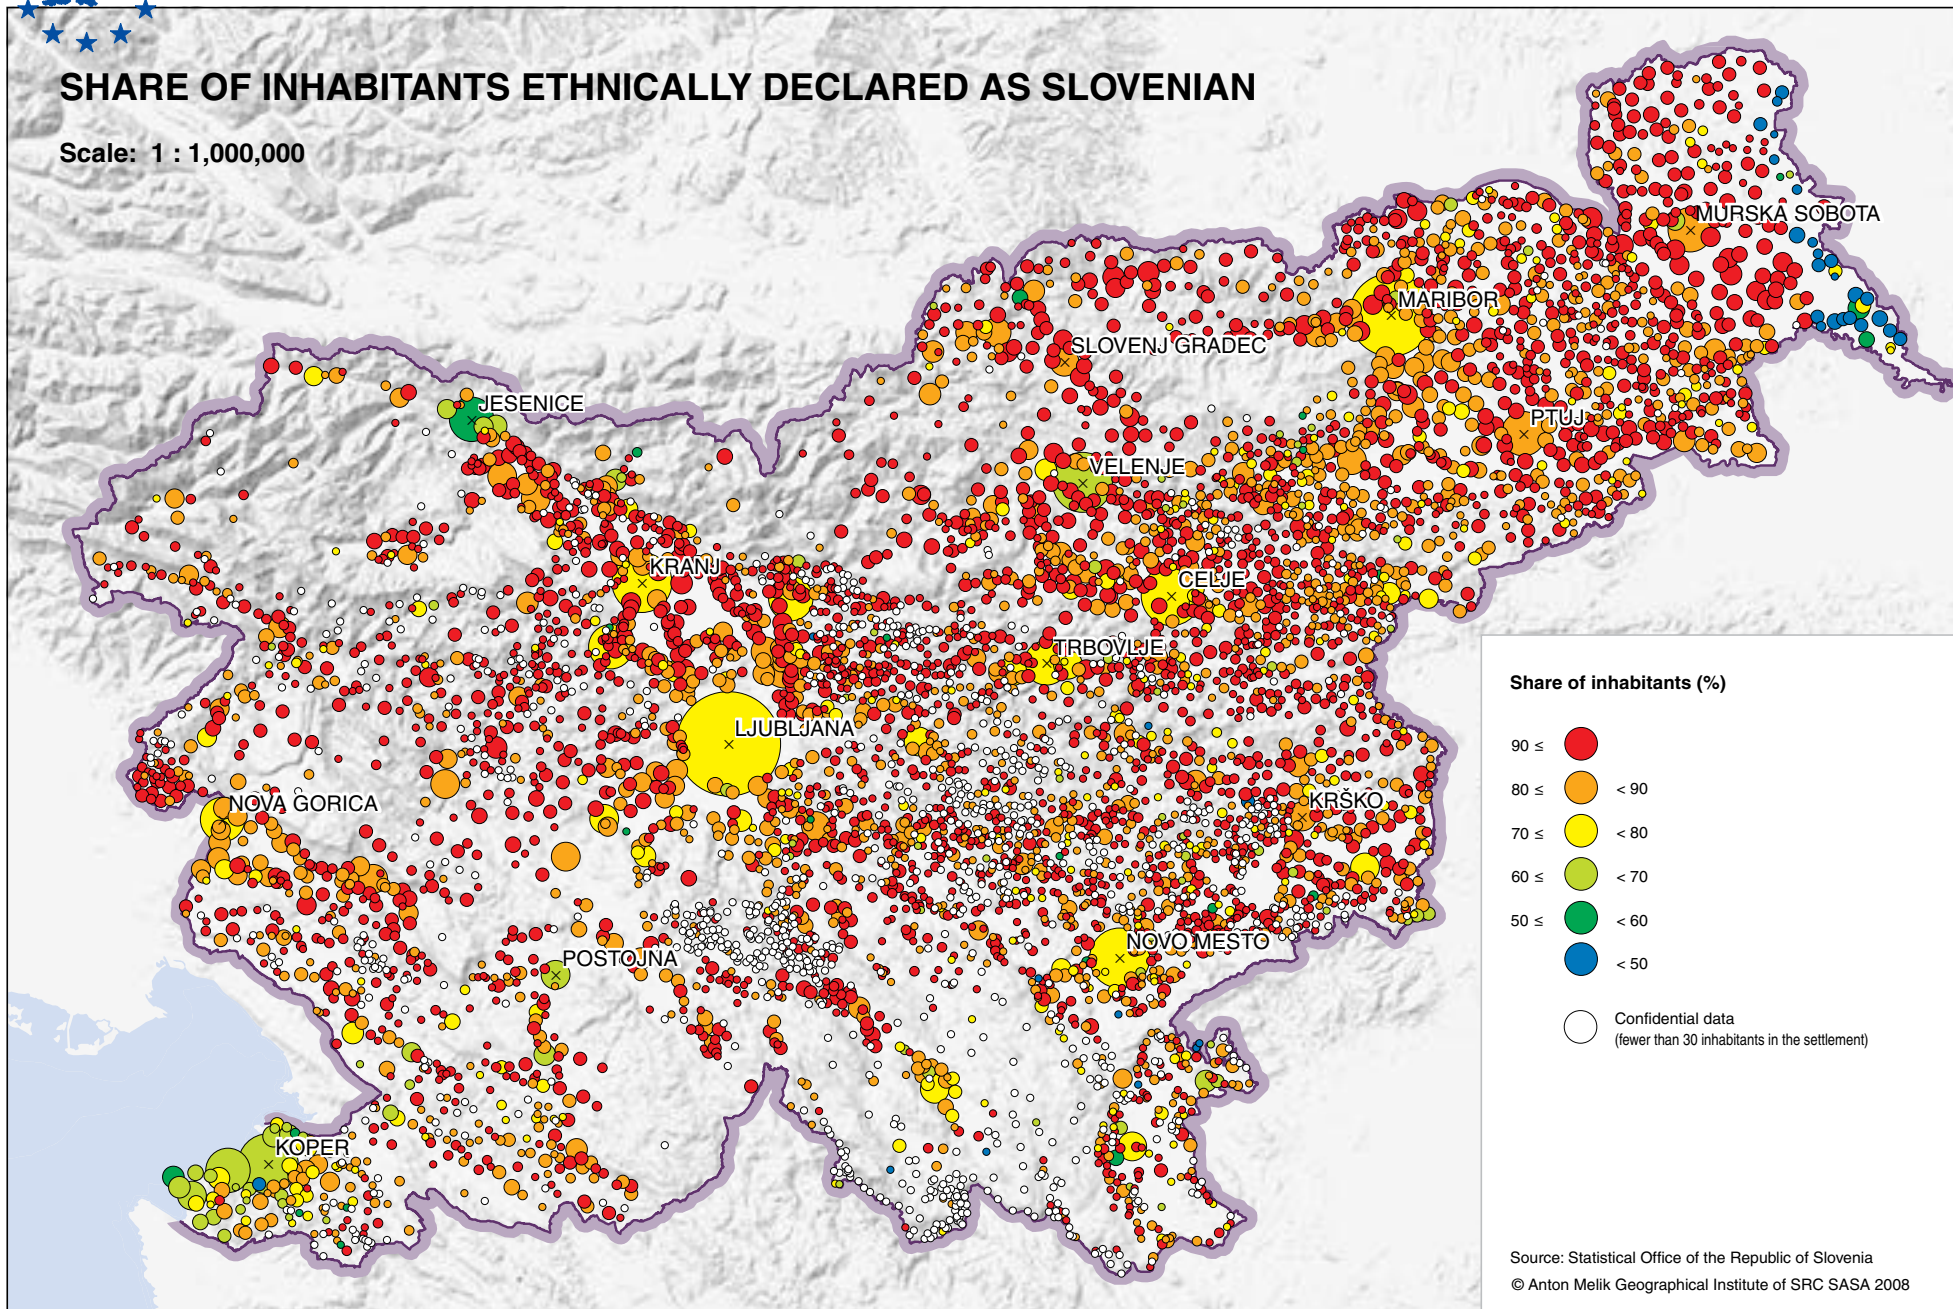 SHARE OF INHABITANTS ETHNICALLY DECLARED AS SLOVENIAN
Scale: 1 : 1,000,000
MURSKA SOBOTA
MARIBOR
SLOVENJ GRADEC
JESENICE
PTUJ
VELENJE
KRANJ
CELJE
TRBOVLJE
LJUBLJANA
NOVA GORICA
KRŠKO
NOVO MESTO
POSTOJNA
KOPER
Share of inhabitants (%)
90 ≤
80 ≤ < 90
70 ≤ < 80
60 ≤ < 70
50 ≤ < 60
< 50
Confidential data
(fewer than 30 inhabitants in the settlement)
Source: Statistical Office of the Republic of Slovenia
© Anton Melik Geographical Institute of SRC SASA 2008